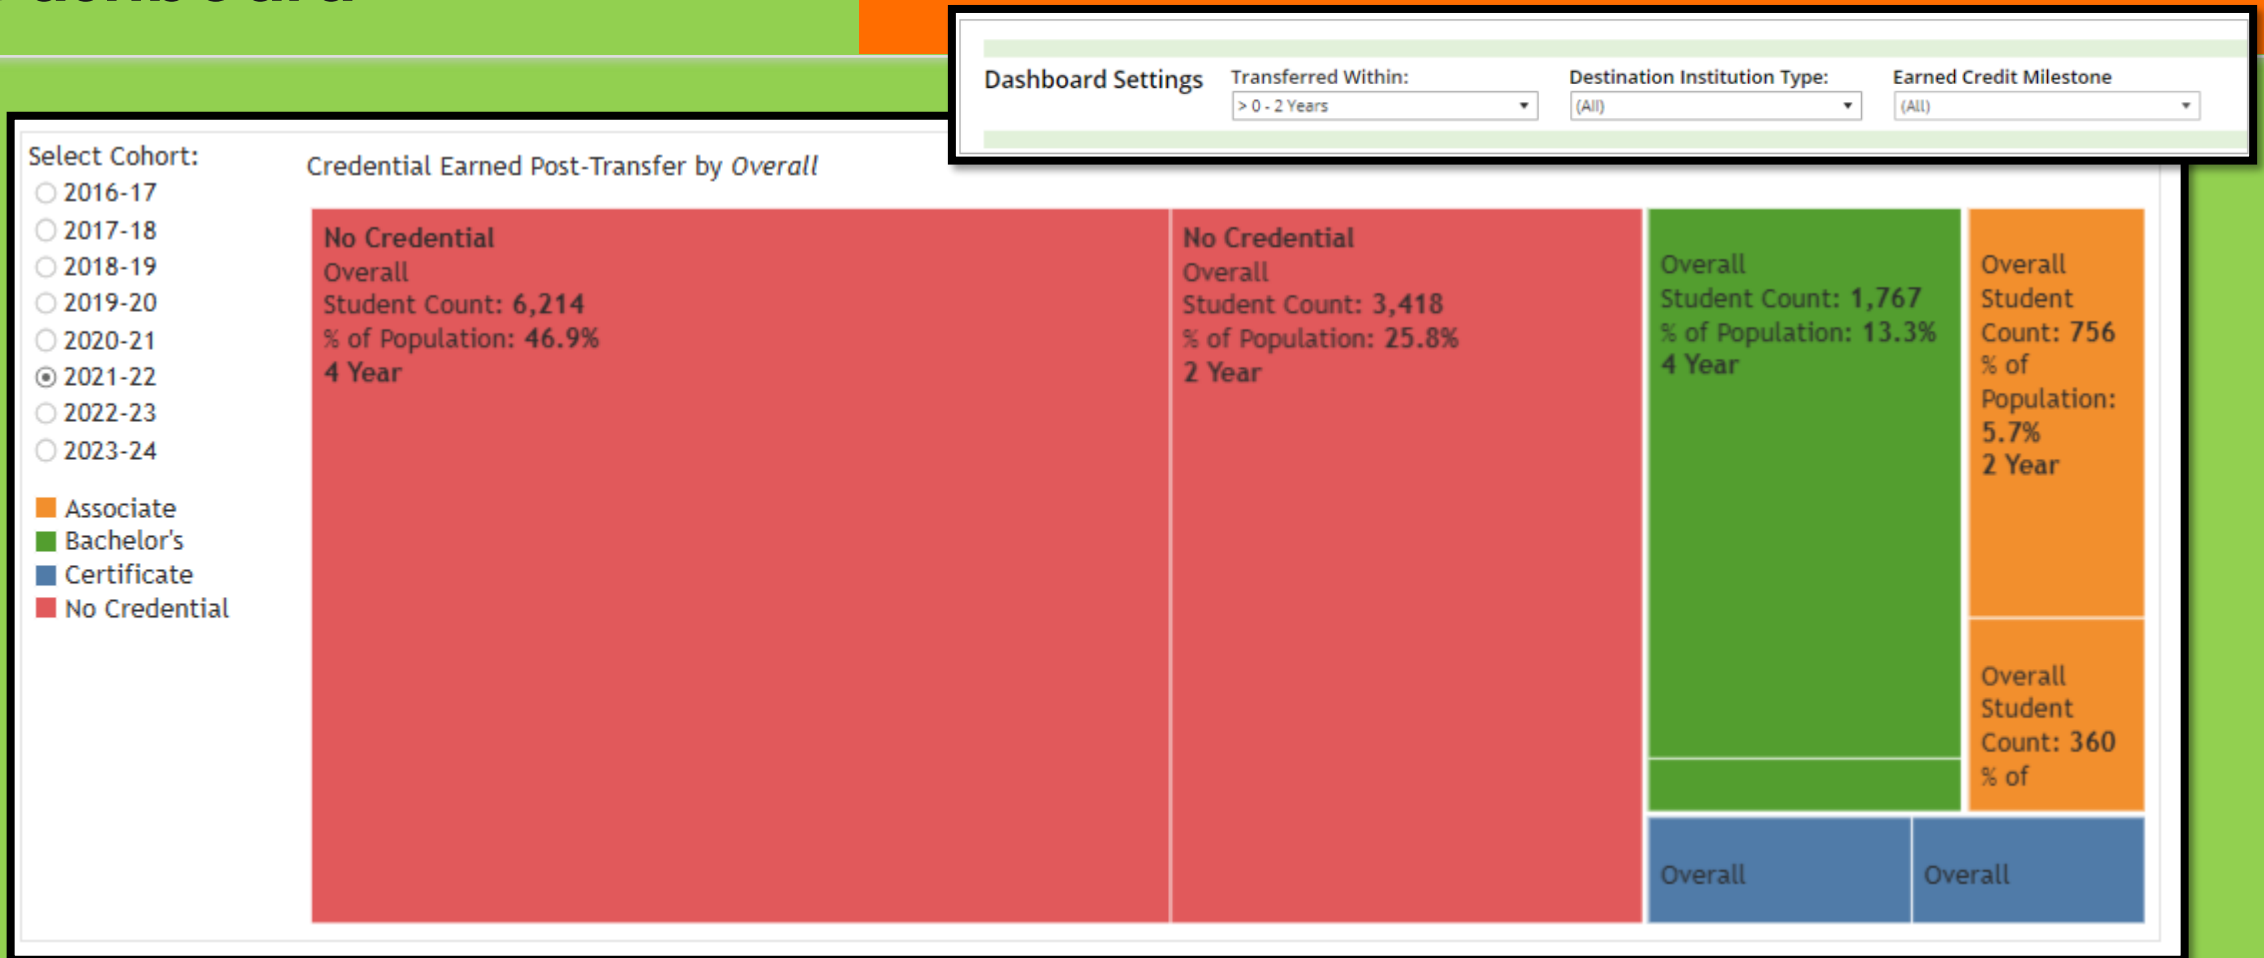 Dashboard Settings
Transferred Within:
> 0 - 2 Years
Destination Institution Type:
(All)
Earned Credit Milestone
(All)
Select Cohort:
2016-17
2017-18
2018-19
2019-20
2020-21
2021-22
2022-23
2023-24
Associate
Bachelor's
Certificate
No Credential
Credential Earned Post-Transfer by Overall
No Credential
Overall
Student Count: 6,214
% of Population: 46.9%
4 Year
No Credential
Overall
Student Count: 3,418
% of Population: 25.8%
2 Year
Overall
Student Count: 1,767
% of Population: 13.3%
4 Year
Overall
Student
Count: 756
% of
Population:
5.7%
2 Year
Overall
Student
Count: 360
% of
Overall
Overall